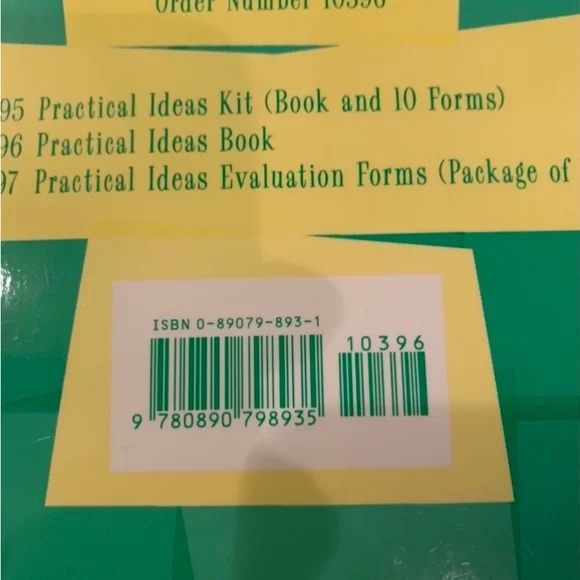 Order Number 10396
95 Practical Ideas Kit (Book and 10 Forms)
96 Practical Ideas Book
97 Practical Ideas Evaluation Forms (Package of
ISBN 0-89079-893-1
10396
9 780890 798935